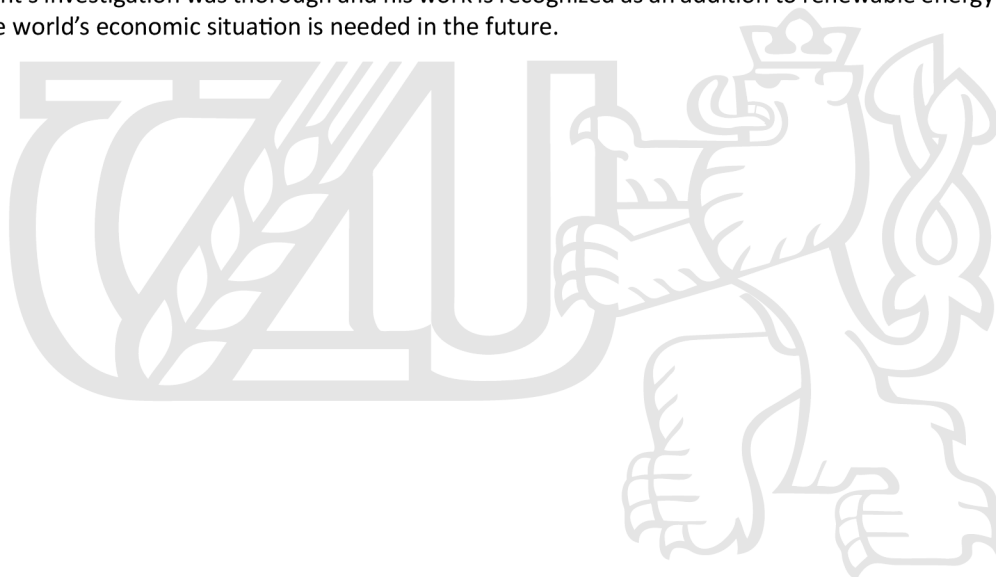 nt's investigation was thorough and his work is recognized as an addition to renewable energy
e world's economic situation is needed in the future.
ČZU